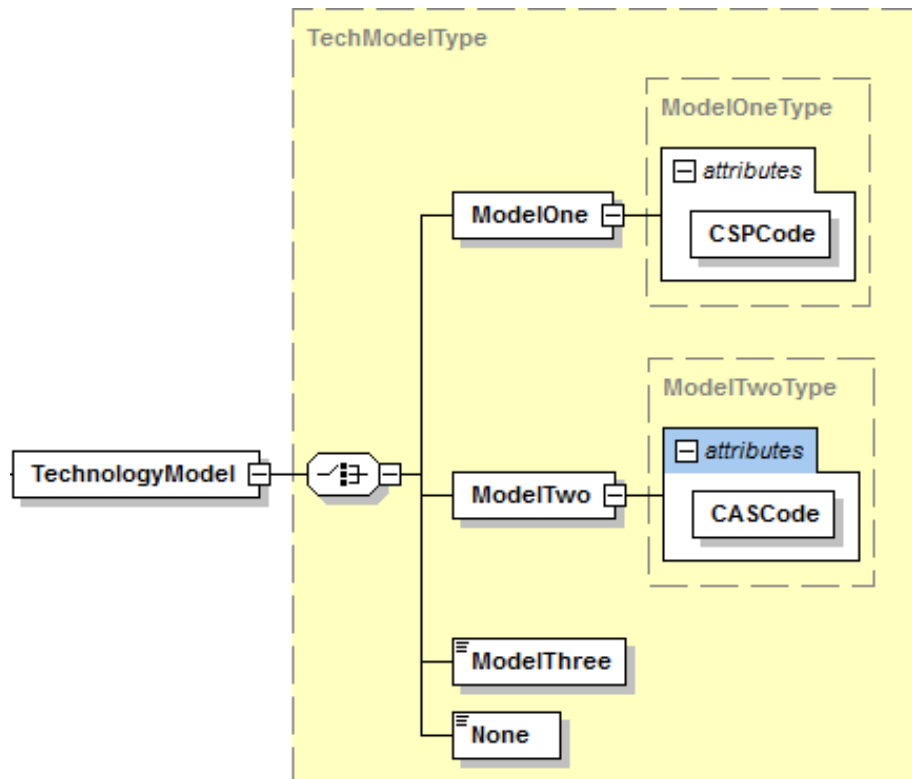 TechModelType
ModelOneType
attributes
ModelOne
CSPCode
ModelTwoType
attributes
TechnologyModel
ModelTwo
CASCode
ModelThree
None